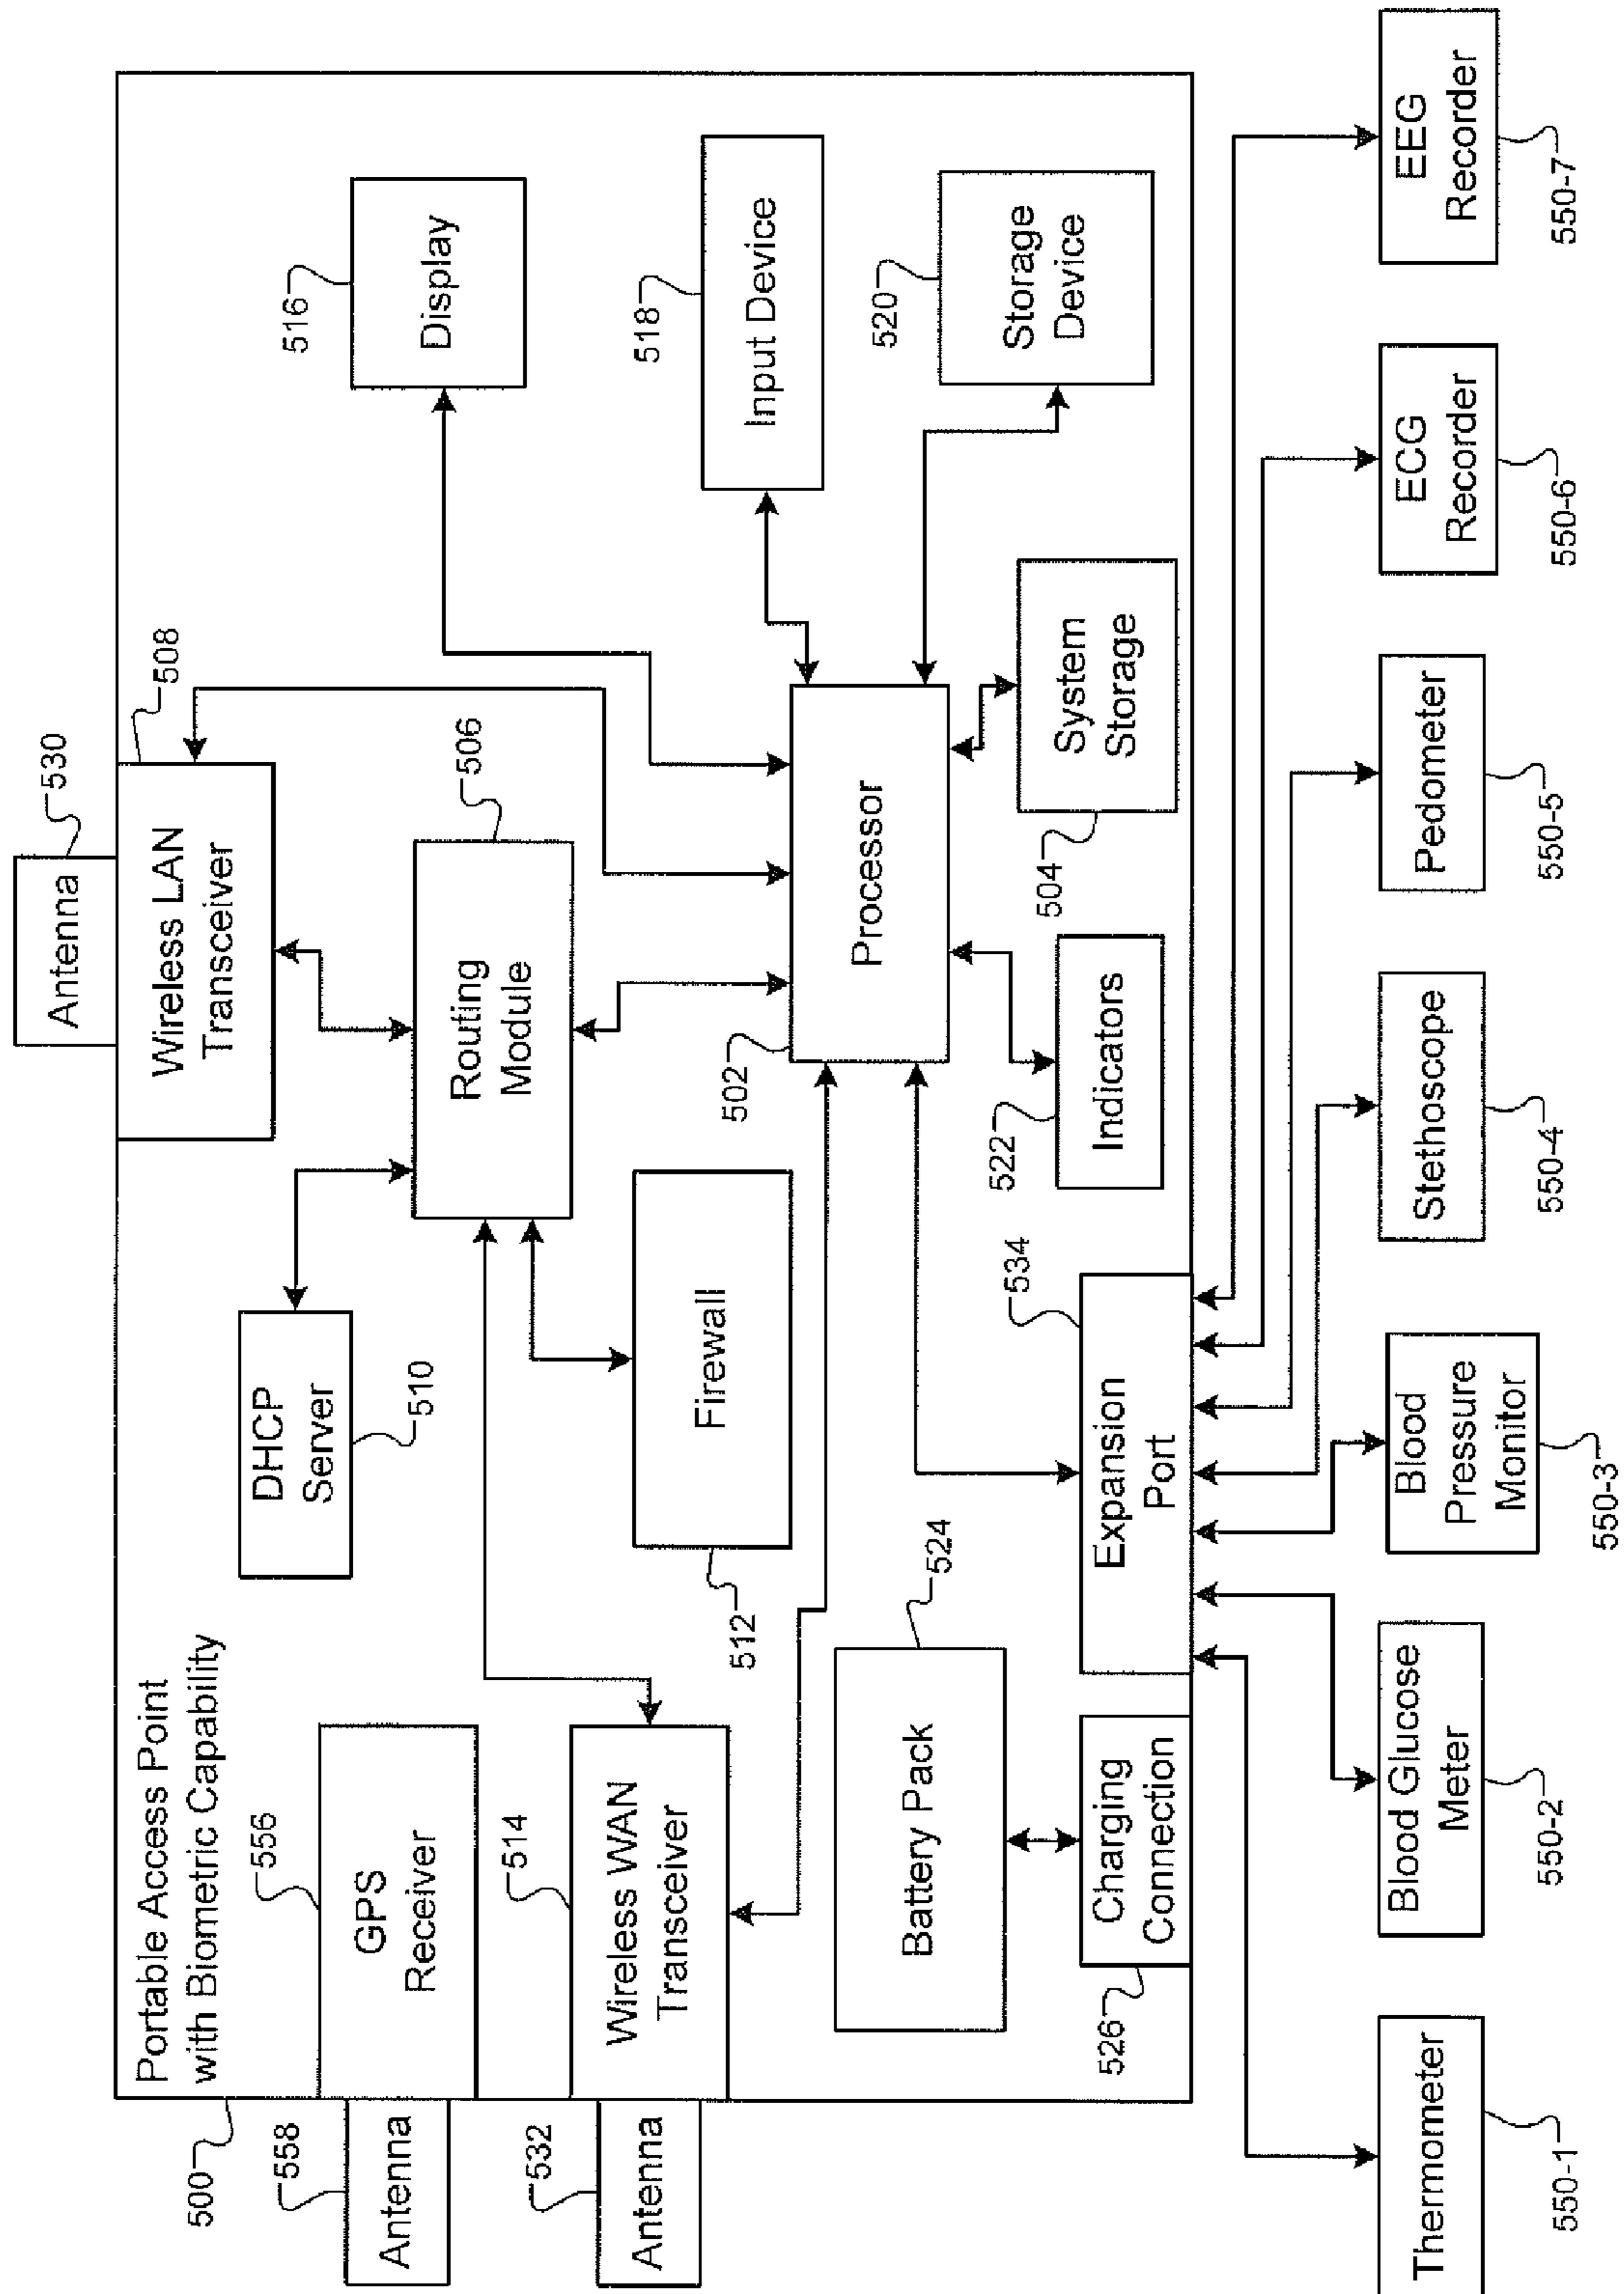 Portable Access Point
with Biometric Capability
500
558
Antenna
GPS
Receiver
556
532
Antenna
Wireless WAN
Transceiver
514
DHCP
Server
510
Antenna
530
Wireless LAN
Transceiver
508
Routing
Module
506
Firewall
512
516
Display
518
Input Device
520
Storage
Device
502
Processor
System
Storage
504
522
Indicators
Battery Pack
524
Charging
Connection
526
Expansion
Port
534
Thermometer
550-1
Blood Glucose
Meter
550-2
Blood
Pressure
Monitor
550-3
Stethoscope
550-4
Pedometer
550-5
ECG
Recorder
550-6
EEG
Recorder
550-7